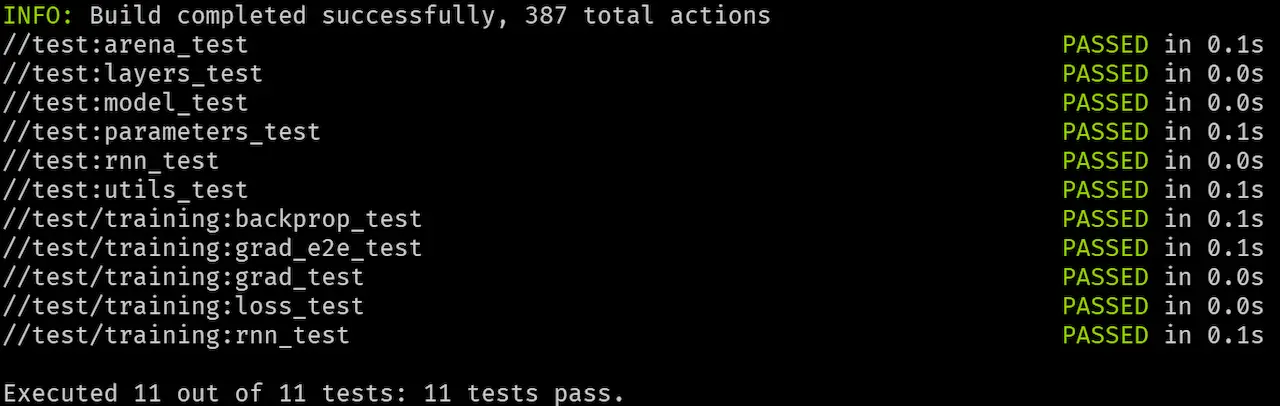 INFO: Build completed successfully, 387 total actions
//test:arena_test PASSED in 0.1s
//test:layers_test PASSED in 0.0s
//test:model_test PASSED in 0.0s
//test:parameters_test PASSED in 0.1s
//test:rnn_test PASSED in 0.0s
//test:utils_test PASSED in 0.1s
//test/training:backprop_test PASSED in 0.1s
//test/training:grad_e2e_test PASSED in 0.1s
//test/training:grad_test PASSED in 0.0s
//test/training:loss_test PASSED in 0.0s
//test/training:rnn_test PASSED in 0.1s
Executed 11 out of 11 tests: 11 tests pass.